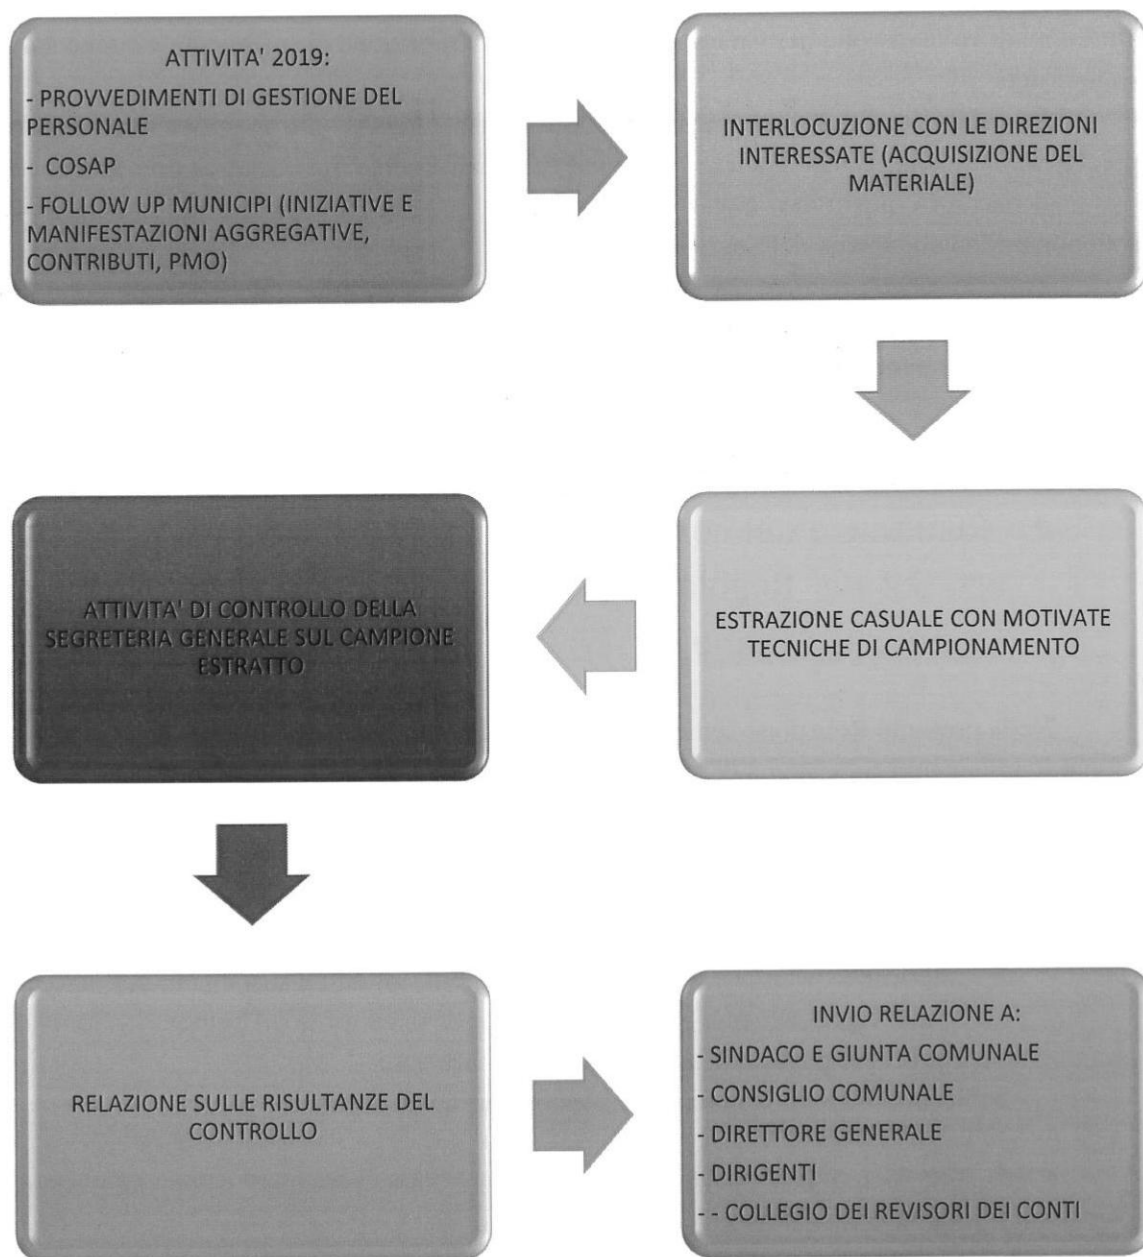 ATTIVITA' 2019:
- PROVVEDIMENTI DI GESTIONE DEL
PERSONALE
- COSAP
- FOLLOW UP MUNICIPI (INIZIATIVE E
MANIFESTAZIONI AGGREGATIVE,
CONTRIBUTI, PMO)
INTERLOCUZIONE CON LE DIREZIONI
INTERESSATE (ACQUISIZIONE DEL
MATERIALE)
ESTRAZIONE CASUALE CON MOTIVATE
TECNICHE DI CAMPIONAMENTO
ATTIVITA' DI CONTROLLO DELLA
SEGRETERIA GENERALE SUL CAMPIONE
ESTRATTO
RELAZIONE SULLE RISULTANZE DEL
CONTROLLO
INVIO RELAZIONE A:
- SINDACO E GIUNTA COMUNALE
- CONSIGLIO COMUNALE
- DIRETTORE GENERALE
- DIRIGENTI
- - COLLEGIO DEI REVISORI DEI CONTI